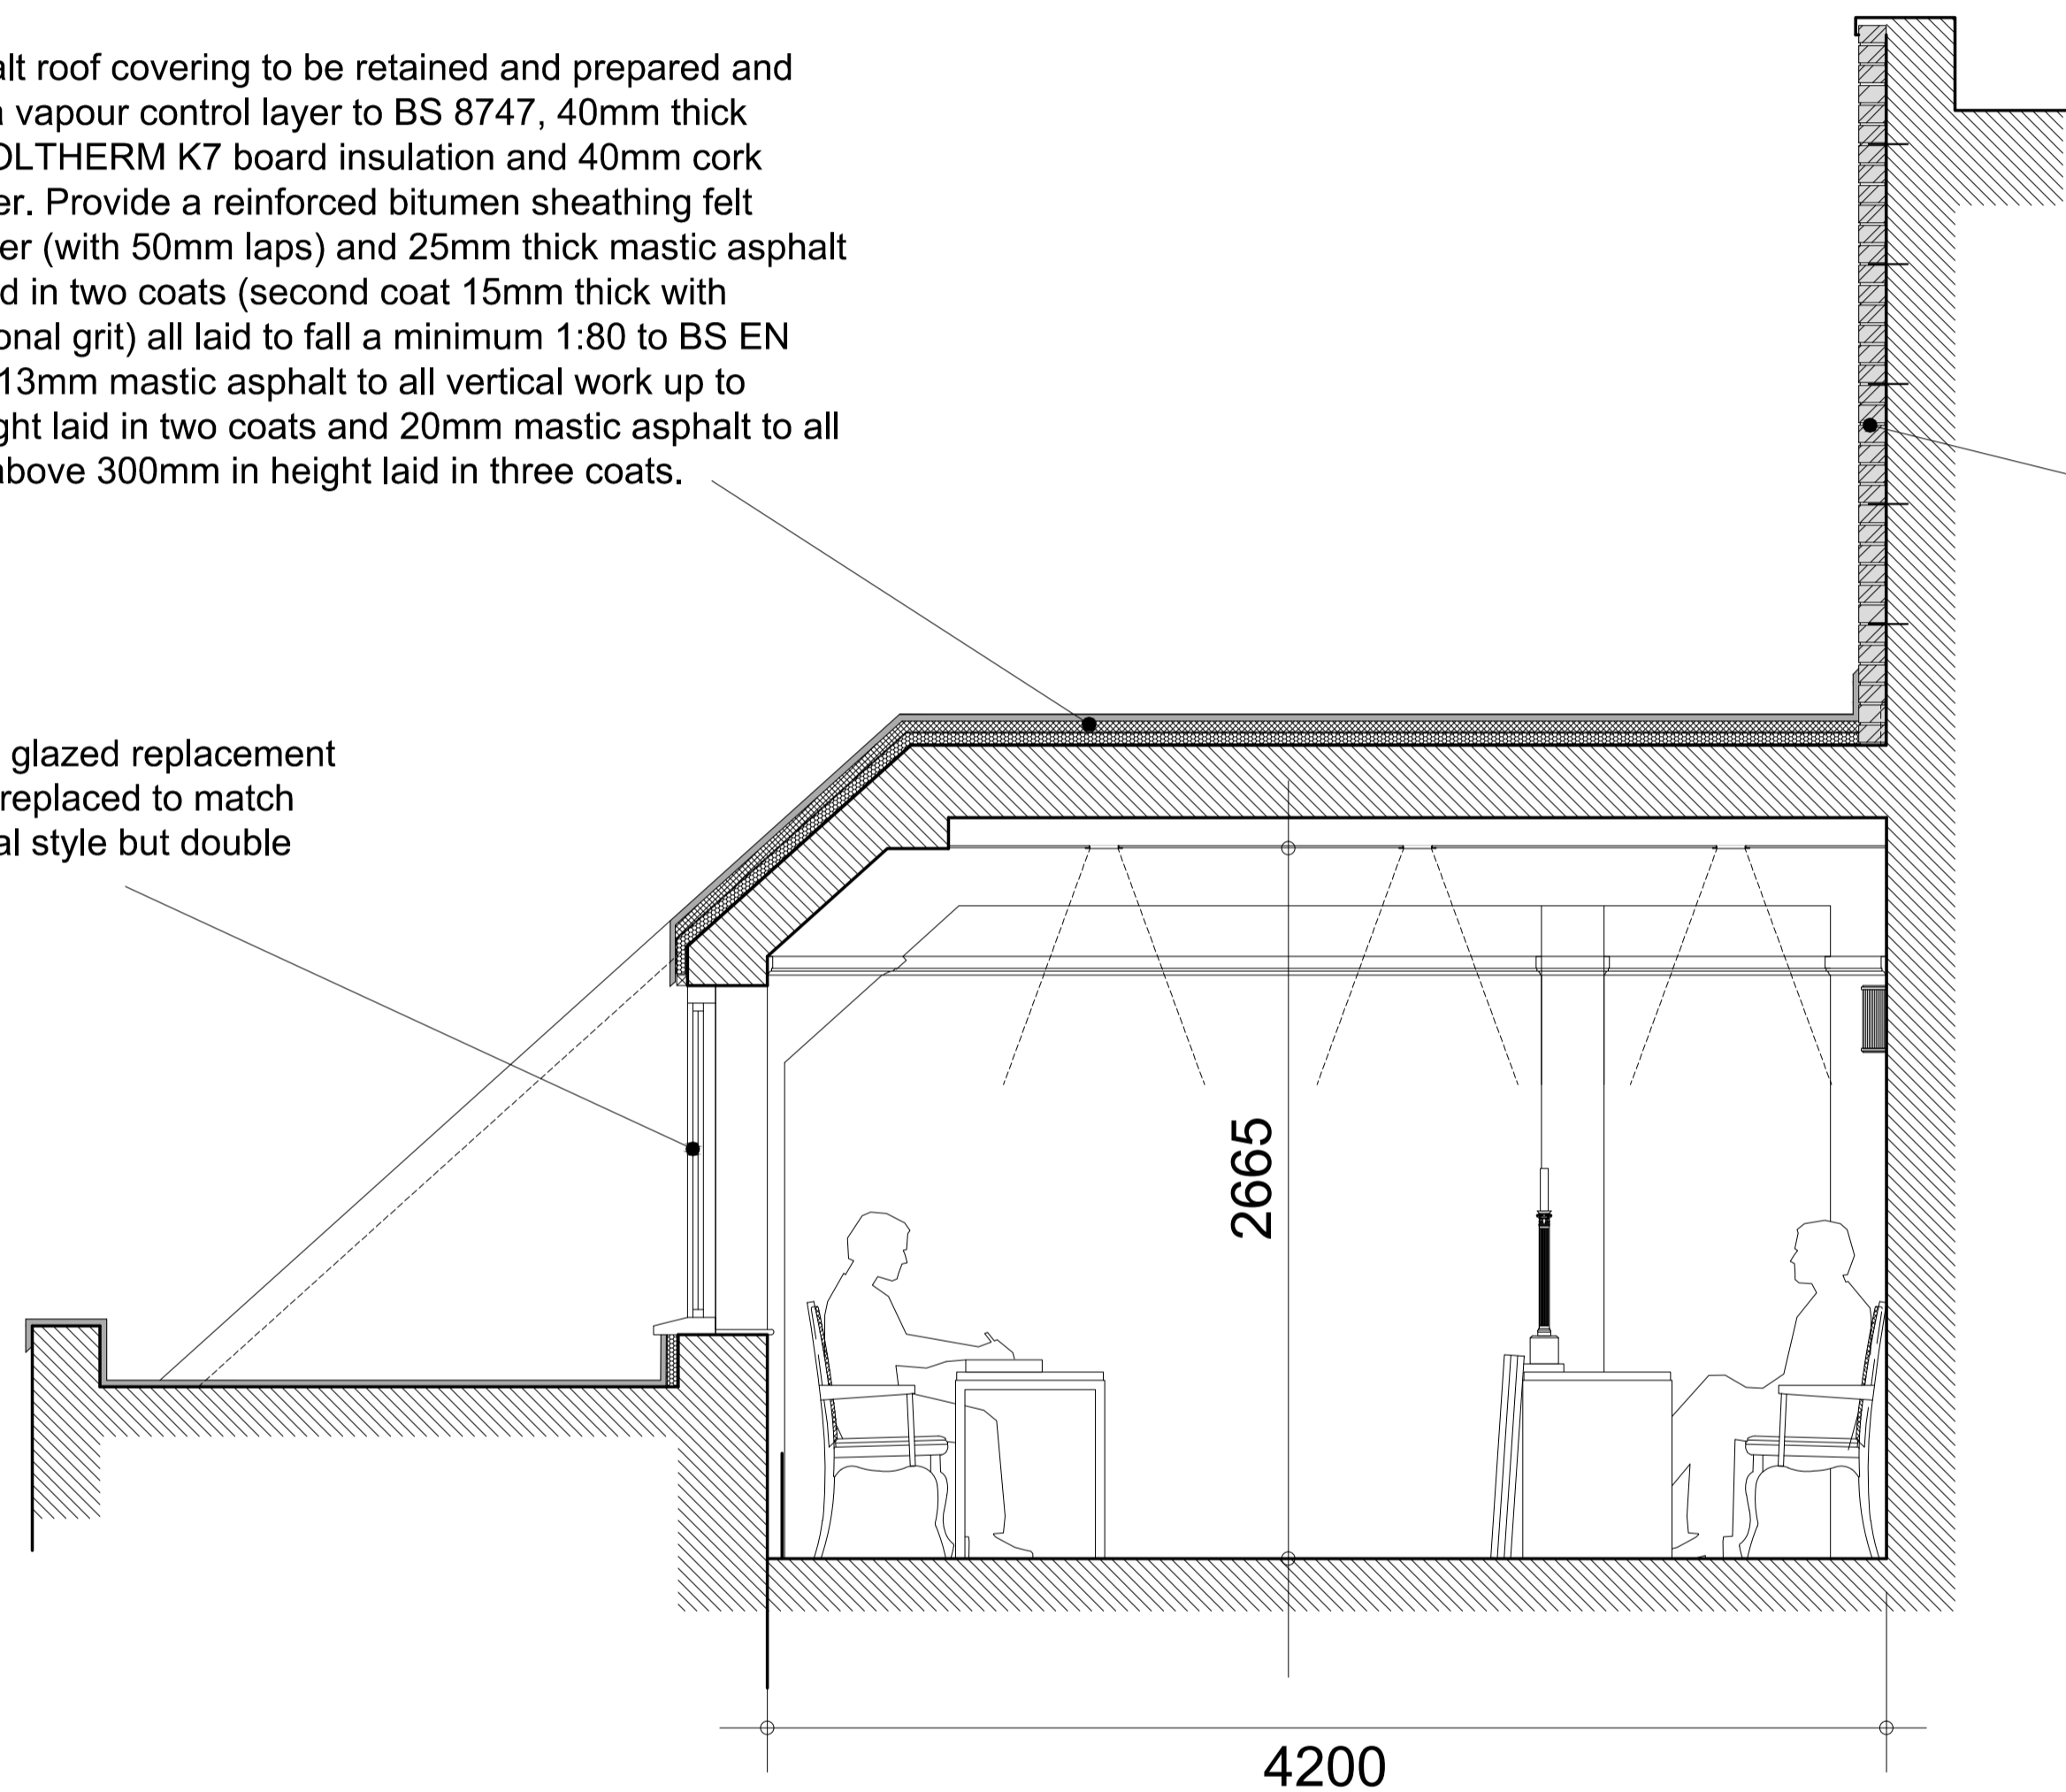 alt roof covering to be retained and prepared and
a vapour control layer to BS 8747, 40mm thick
OLTHERM K7 board insulation and 40mm cork
er. Provide a reinforced bitumen sheathing felt
er (with 50mm laps) and 25mm thick mastic asphalt
d in two coats (second coat 15mm thick with
onal grit) all laid to fall a minimum 1:80 to BS EN
13mm mastic asphalt to all vertical work up to
ght laid in two coats and 20mm mastic asphalt to all
above 300mm in height laid in three coats.
glazed replacement
replaced to match
al style but double
2665
4200